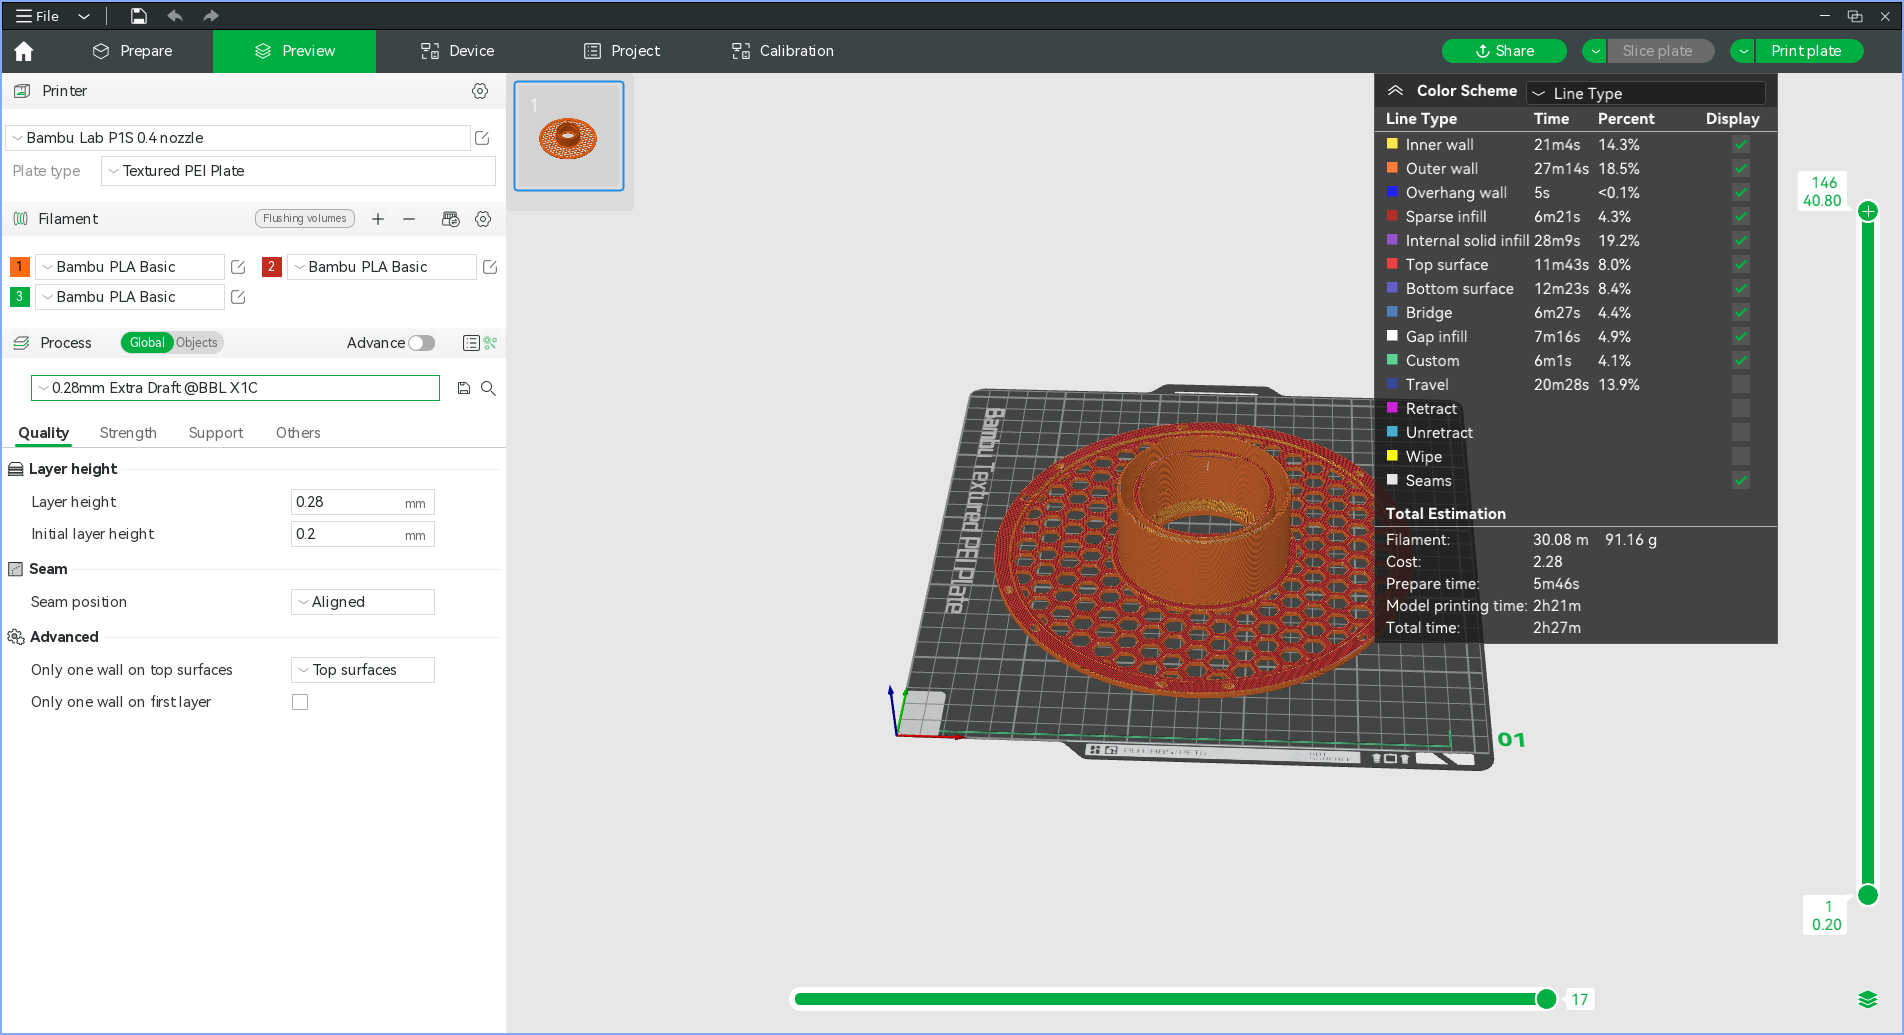 File
Prepare
Preview
Device
Project
Calibration
Share
Slice plate
Print plate
Printer
Bambu Lab P1S 0.4 nozzle
Plate type
Textured PEI Plate
Filament
Flushing volumes
1 Bambu PLA Basic
2 Bambu PLA Basic
3 Bambu PLA Basic
Process
Global Objects
Advance
0.28mm Extra Draft @BBL X1C
Quality Strength Support Others
Layer height
Layer height 0.28 mm
Initial layer height 0.2 mm
Seam
Seam position Aligned
Advanced
Only one wall on top surfaces Top surfaces
Only one wall on first layer
1
Bambu Textured PEI Plate
01
Color Scheme Line Type
Line Type Time Percent Display
Inner wall 21m4s 14.3%
Outer wall 27m14s 18.5%
Overhang wall 5s <0.1%
Sparse infill 6m21s 4.3%
Internal solid infill 28m9s 19.2%
Top surface 11m43s 8.0%
Bottom surface 12m23s 8.4%
Bridge 6m27s 4.4%
Gap infill 7m16s 4.9%
Custom 6m1s 4.1%
Travel 20m28s 13.9%
Retract
Unretract
Wipe
Seams
Total Estimation
Filament: 30.08 m 91.16 g
Cost: 2.28
Prepare time: 5m46s
Model printing time: 2h21m
Total time: 2h27m
146
40.80
1
0.20
17